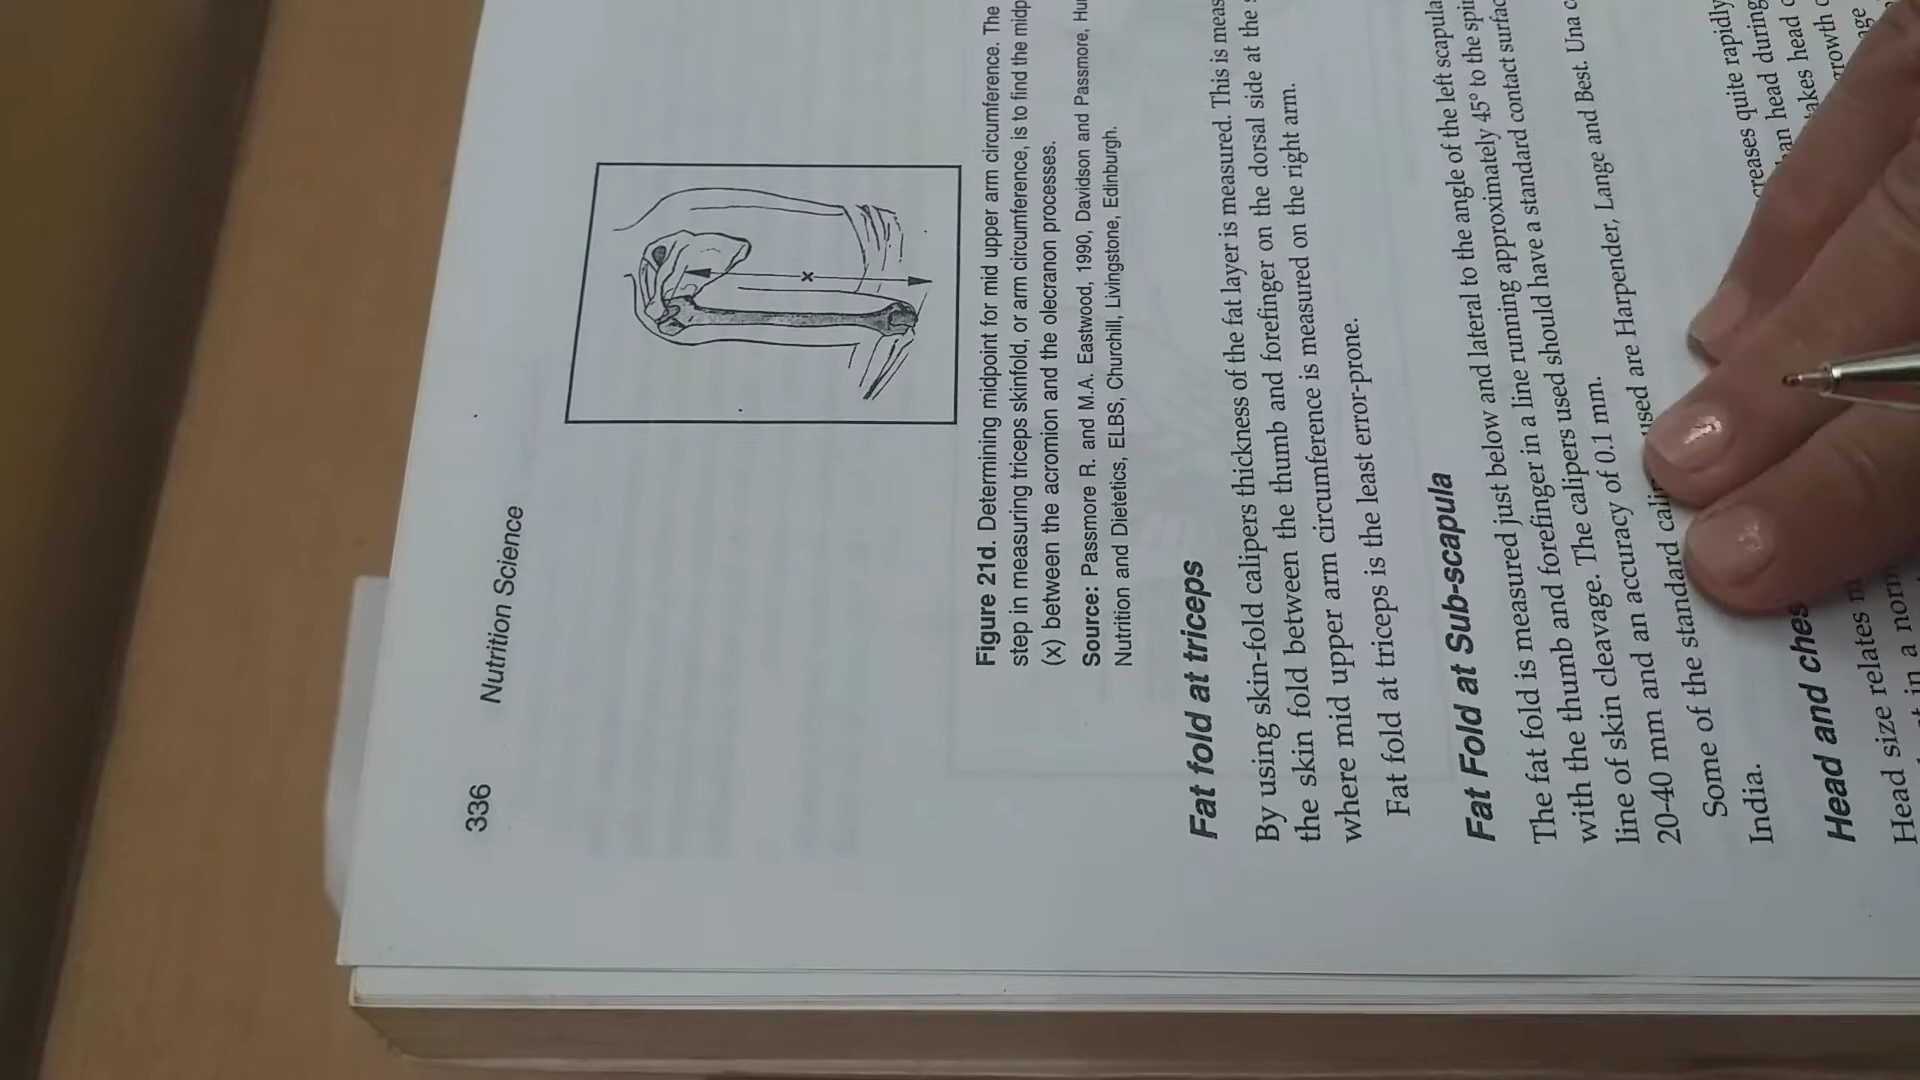 336 Nutrition Science
x
Figure 21d. Determining midpoint for mid upper arm circumference. The
step in measuring triceps skinfold, or arm circumference, is to find the
(x) between the acromion and the olecranon processes.
Source: Passmore R. and M.A. Eastwood, 1990, Davidson and Passmore,
Nutrition and Dietetics, ELBS, Churchill, Livingstone, Edinburgh.
Fat fold at triceps
By using skin-fold calipers thickness of the fat layer is measured. This is
the skin fold between the thumb and forefinger on the dorsal side at the
where mid upper arm circumference is measured on the right arm.
Fat fold at triceps is the least error-prone.
Fat Fold at Sub-scapula
The fat fold is measured just below and lateral to the angle of the left scapula
with the thumb and forefinger in a line running approximately 45° to the
line of skin cleavage. The calipers used should have a standard contact
20-40 mm and an accuracy of 0.1 mm.
Some of the standard used are Harpender, Lange and Best. Una
India.
Head and
Head size relates
quite rapidly
head during
head
in a